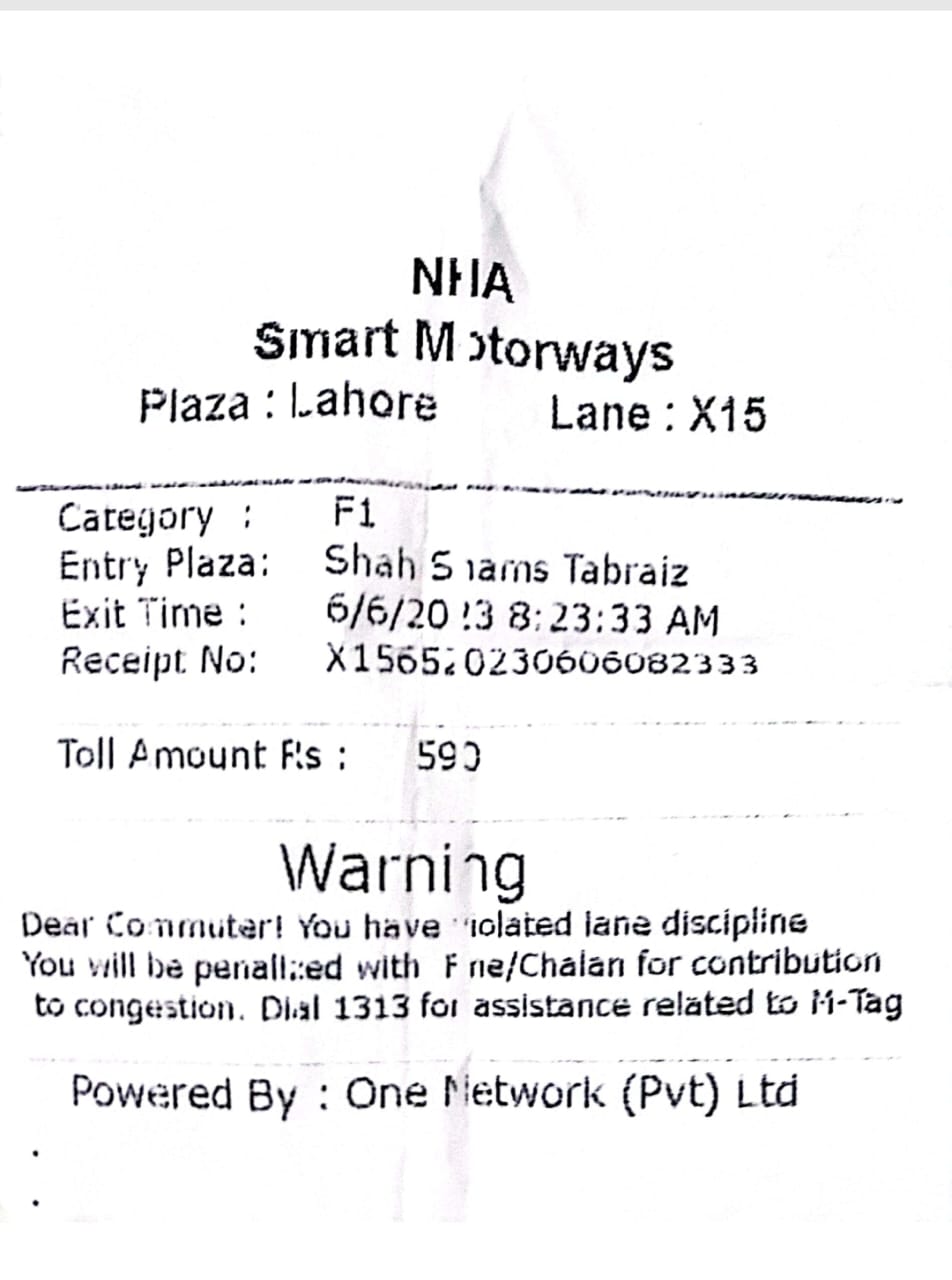 NHA
Smart Motorways
Plaza : Lahore Lane : X15
Category : F1
Entry Plaza: Shah Shams Tabraiz
Exit Time : 6/6/2023 8:23:33 AM
Receipt No: X156520230606082333
Toll Amount Rs : 590
Warning
Dear Commuter! You have violated lane discipline
You will be penalized with Fine/Chalan for contribution
to congestion. Dial 1313 for assistance related to M-Tag
Powered By : One Network (Pvt) Ltd
.
.